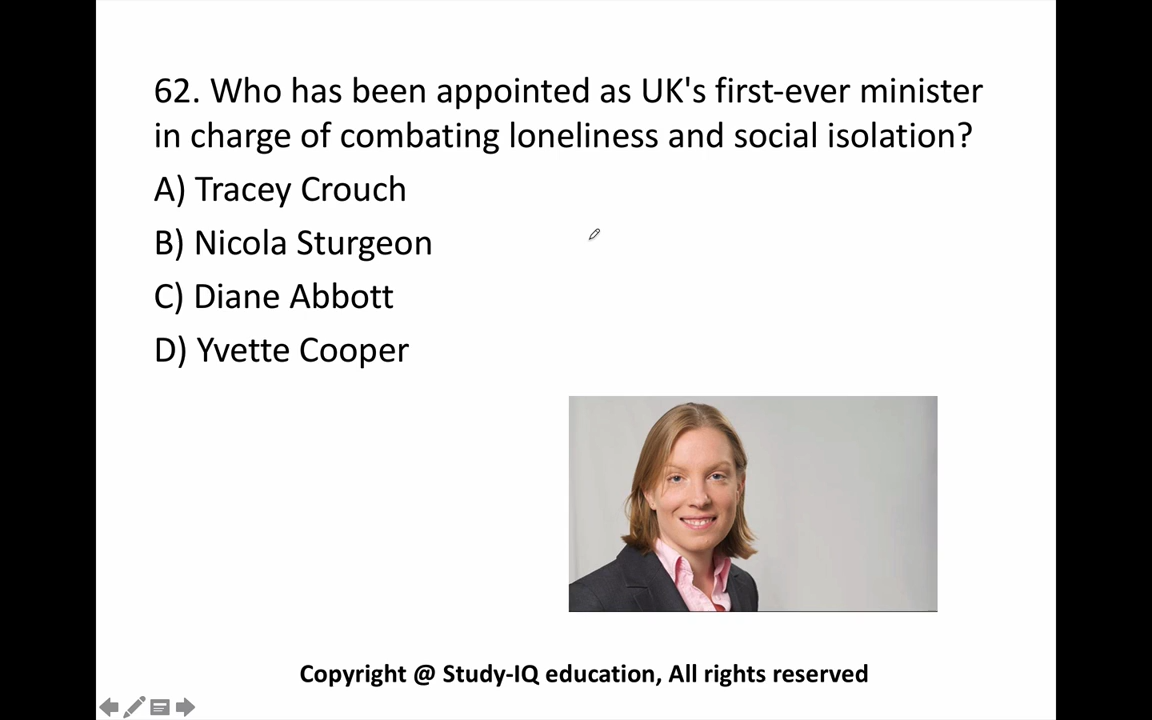 62. Who has been appointed as UK's first-ever minister
in charge of combating loneliness and social isolation?
A) Tracey Crouch
B) Nicola Sturgeon
C) Diane Abbott
D) Yvette Cooper
Copyright @ Study-IQ education, All rights reserved